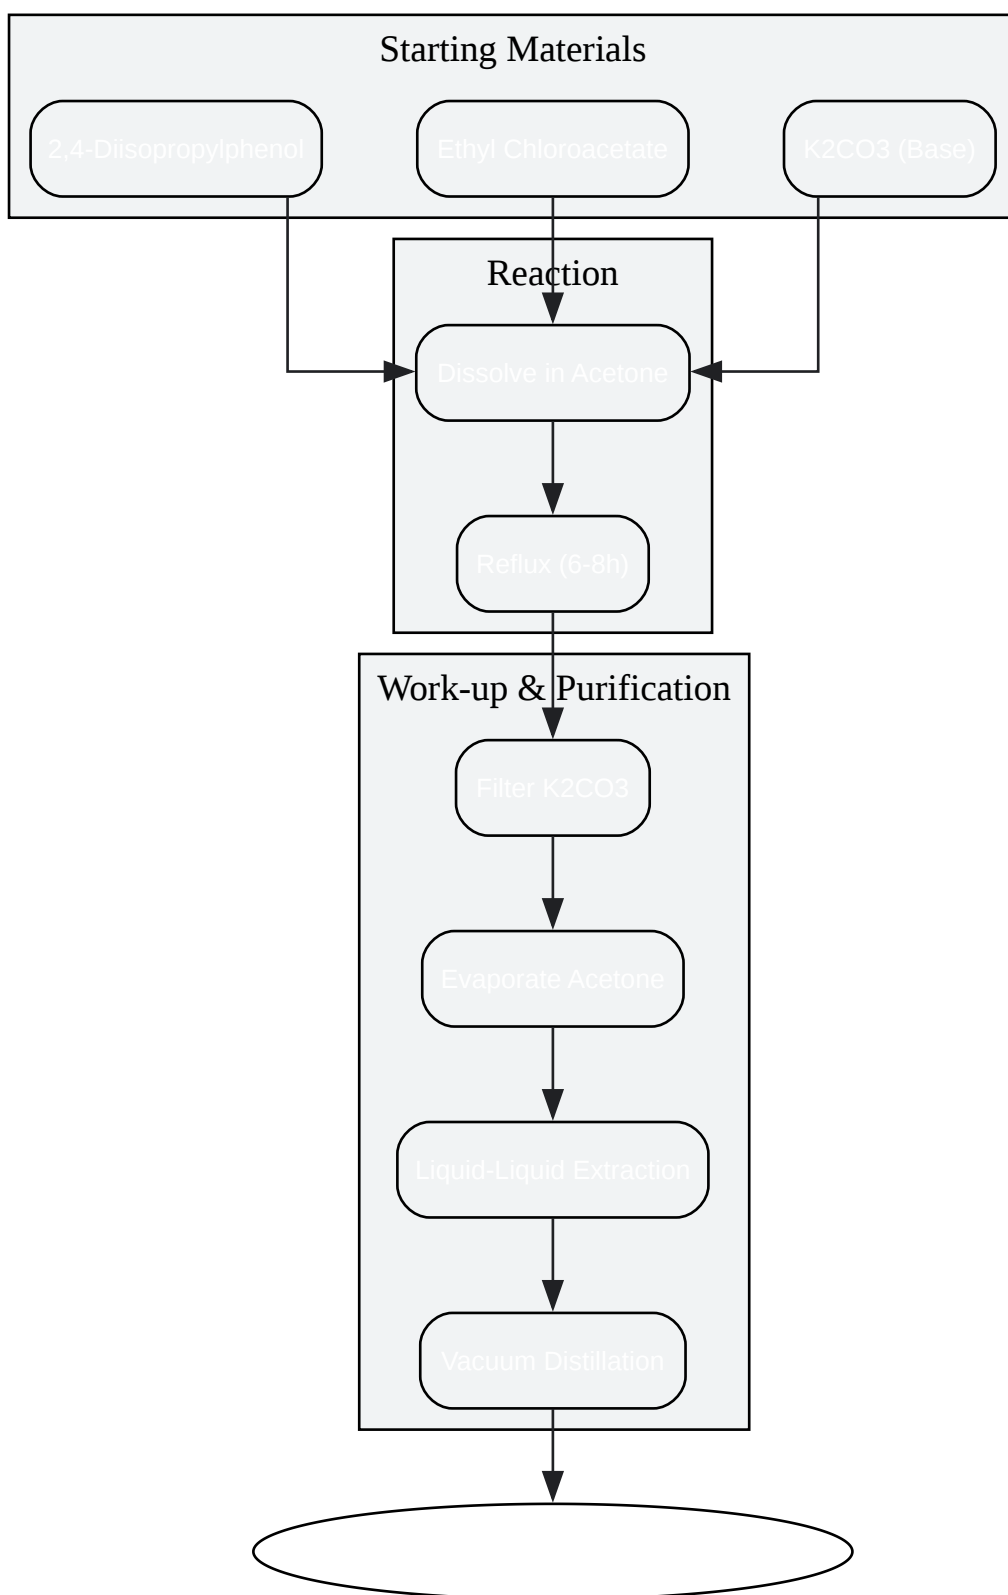 Starting Materials
2,4-Diisopropylphenol
Ethyl Chloroacetate
K2CO3 (Base)
Reaction
Dissolve in Acetone
Reflux (6-8h)
Work-up & Purification
Filter K2CO3
Evaporate Acetone
Liquid-Liquid Extraction
Vacuum Distillation